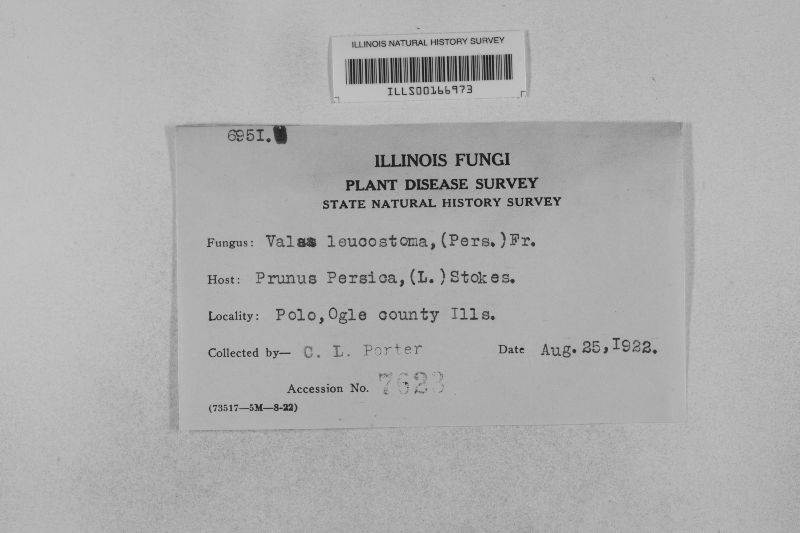 ILLINOIS NATURAL HISTORY SURVEY
ILLS00166973
6951.
ILLINOIS FUNGI
PLANT DISEASE SURVEY
STATE NATURAL HISTORY SURVEY
Fungus: Valsa leucostoma, (Pers.) Fr.
Host: Prunus Persica, (L.) Stokes.
Locality: Polo, Ogle county Ills.
Collected by— C. L. Porter Date Aug. 25, 1922.
Accession No. 7623
(73517—5M—8-22)